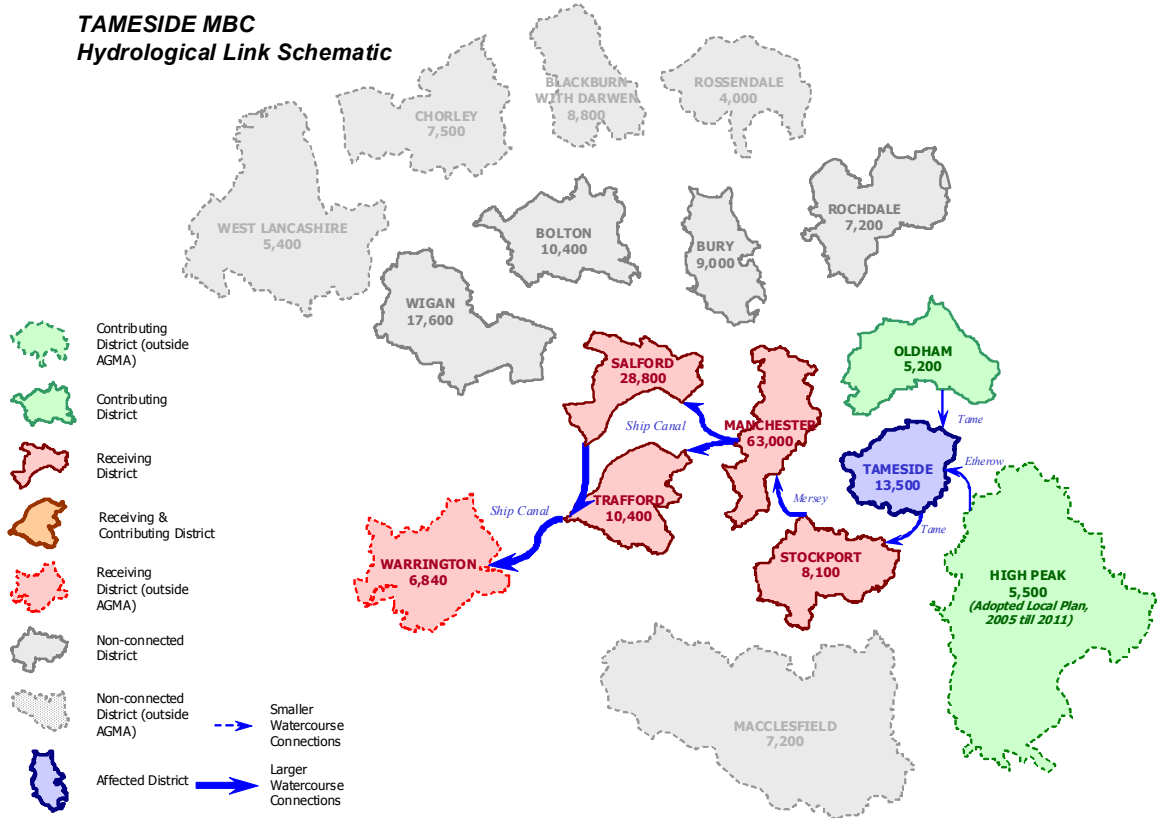 TAMESIDE MBC
Hydrological Link Schematic
BLACKBURN
WITH DARWEN
8,800
ROSSENDALE
4,000
CHORLEY
7,500
WEST LANCASHIRE
5,400
BOLTON
10,400
BURY
9,000
ROCHDALE
7,200
WIGAN
17,600
Contributing
District (outside
AGMA)
Contributing
District
Receiving
District
Receiving &
Contributing District
Receiving
District (outside
AGMA)
Non-connected
District
Non-connected
District (outside
AGMA)
Affected District
Smaller
Watercourse
Connections
Larger
Watercourse
Connections
SALFORD
28,800
OLDHAM
5,200
Ship Canal
MANCHESTER
63,000
Tame
Etherow
TAMESIDE
13,500
TRAFFORD
10,400
Ship Canal
Mersey
Tame
WARRINGTON
6,840
STOCKPORT
8,100
HIGH PEAK
5,500
(Adopted Local Plan,
2005 till 2011)
MACCLESFIELD
7,200